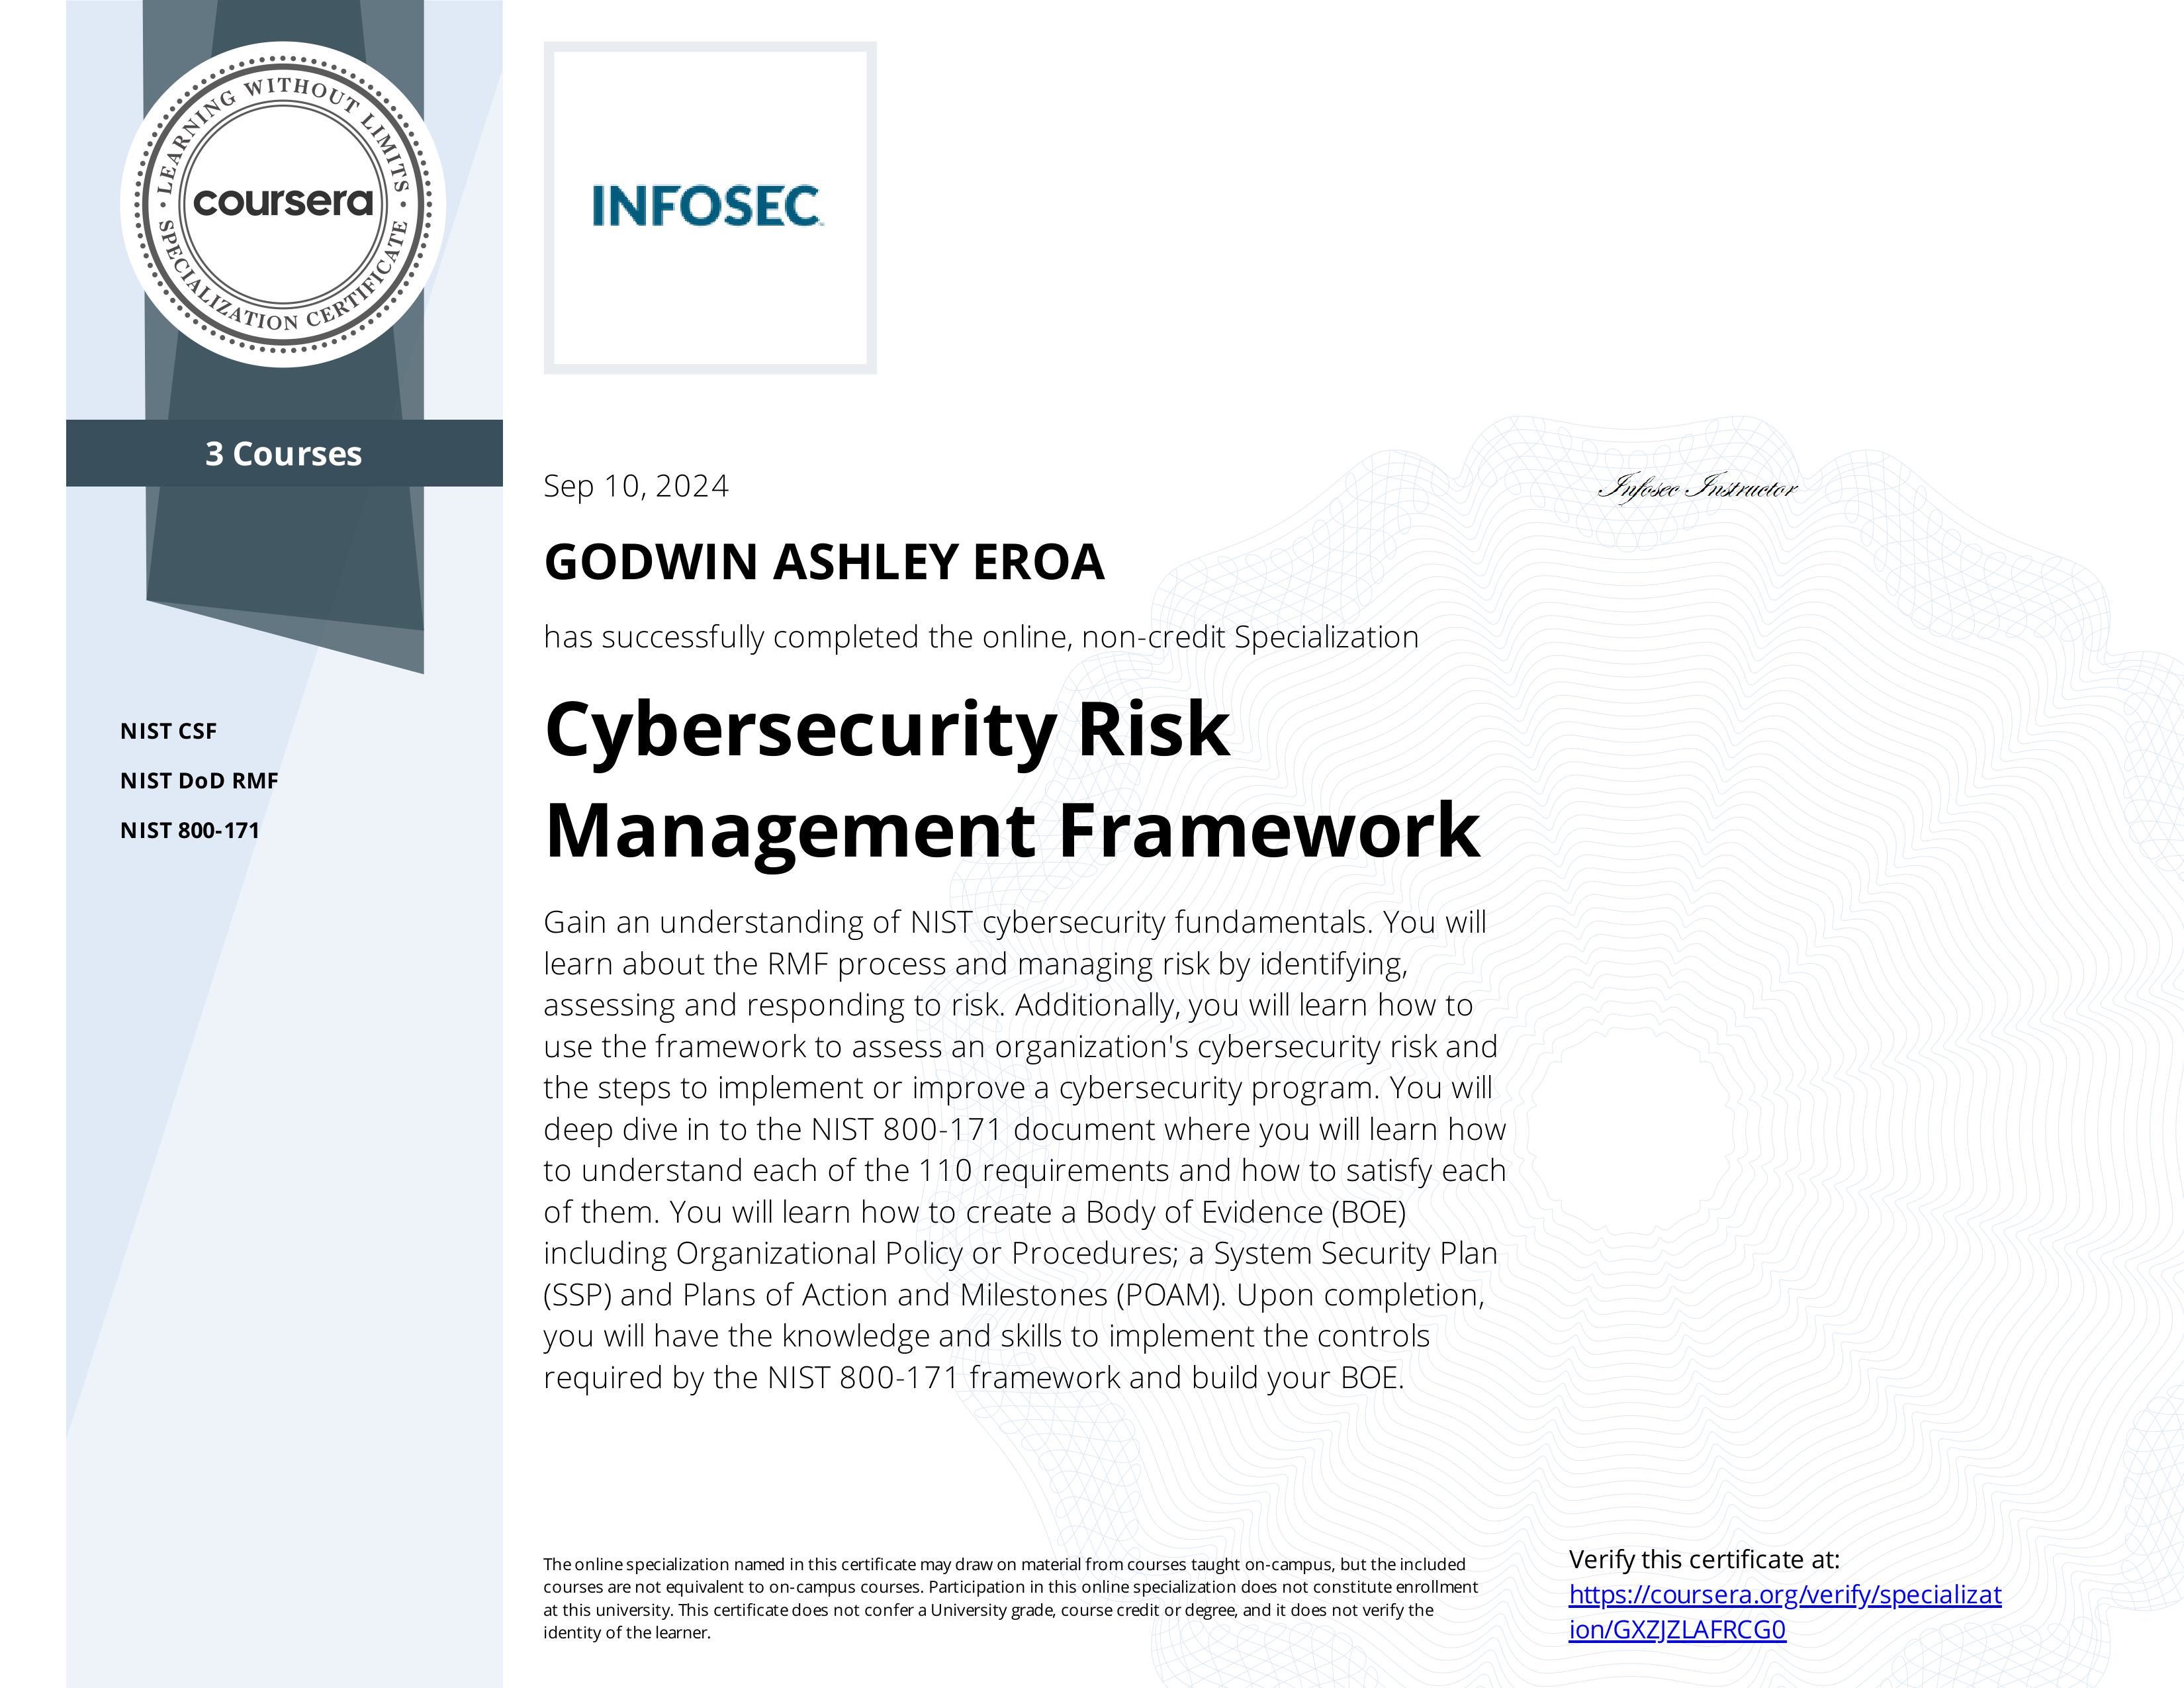 LEARNING WITHOUT LIMITS
coursera
SPECIALIZATION CERTIFICATE
3 Courses
NIST CSF
NIST DoD RMF
NIST 800-171
INFOSEC
Sep 10, 2024
Infosec Instructor
GODWIN ASHLEY EROA
has successfully completed the online, non-credit Specialization
Cybersecurity Risk
Management Framework
Gain an understanding of NIST cybersecurity fundamentals. You will
learn about the RMF process and managing risk by identifying,
assessing and responding to risk. Additionally, you will learn how to
use the framework to assess an organization's cybersecurity risk and
the steps to implement or improve a cybersecurity program. You will
deep dive in to the NIST 800-171 document where you will learn how
to understand each of the 110 requirements and how to satisfy each
of them. You will learn how to create a Body of Evidence (BOE)
including Organizational Policy or Procedures; a System Security Plan
(SSP) and Plans of Action and Milestones (POAM). Upon completion,
you will have the knowledge and skills to implement the controls
required by the NIST 800-171 framework and build your BOE.
The online specialization named in this certificate may draw on material from courses taught on-campus, but the included
courses are not equivalent to on-campus courses. Participation in this online specialization does not constitute enrollment
at this university. This certificate does not confer a University grade, course credit or degree, and it does not verify the
identity of the learner.
Verify this certificate at:
https://coursera.org/verify/specializat
ion/GXZJZLAFRCG0